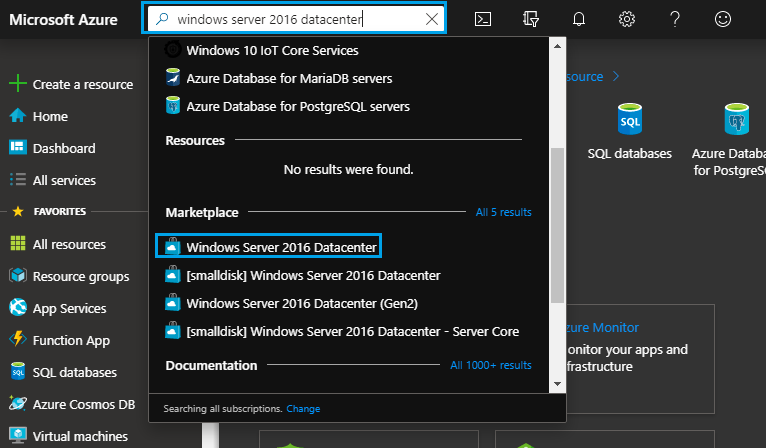 Microsoft Azure
windows server 2016 datacenter
Create a resource
Home
Dashboard
All services
FAVORITES
All resources
Resource groups
App Services
Function App
SQL databases
Azure Cosmos DB
Virtual machines
Windows 10 IoT Core Services
Azure Database for MariaDB servers
Azure Database for PostgreSQL servers
Resources
No results were found.
Marketplace
All 5 results
Windows Server 2016 Datacenter
[smalldisk] Windows Server 2016 Datacenter
Windows Server 2016 Datacenter (Gen2)
[smalldisk] Windows Server 2016 Datacenter - Server Core
Documentation
All 1000+ results
Searching all subscriptions. Change
source
SQL
SQL databases
Azure Databa
for PostgreS
zure Monitor
onitor your apps and
frastructure